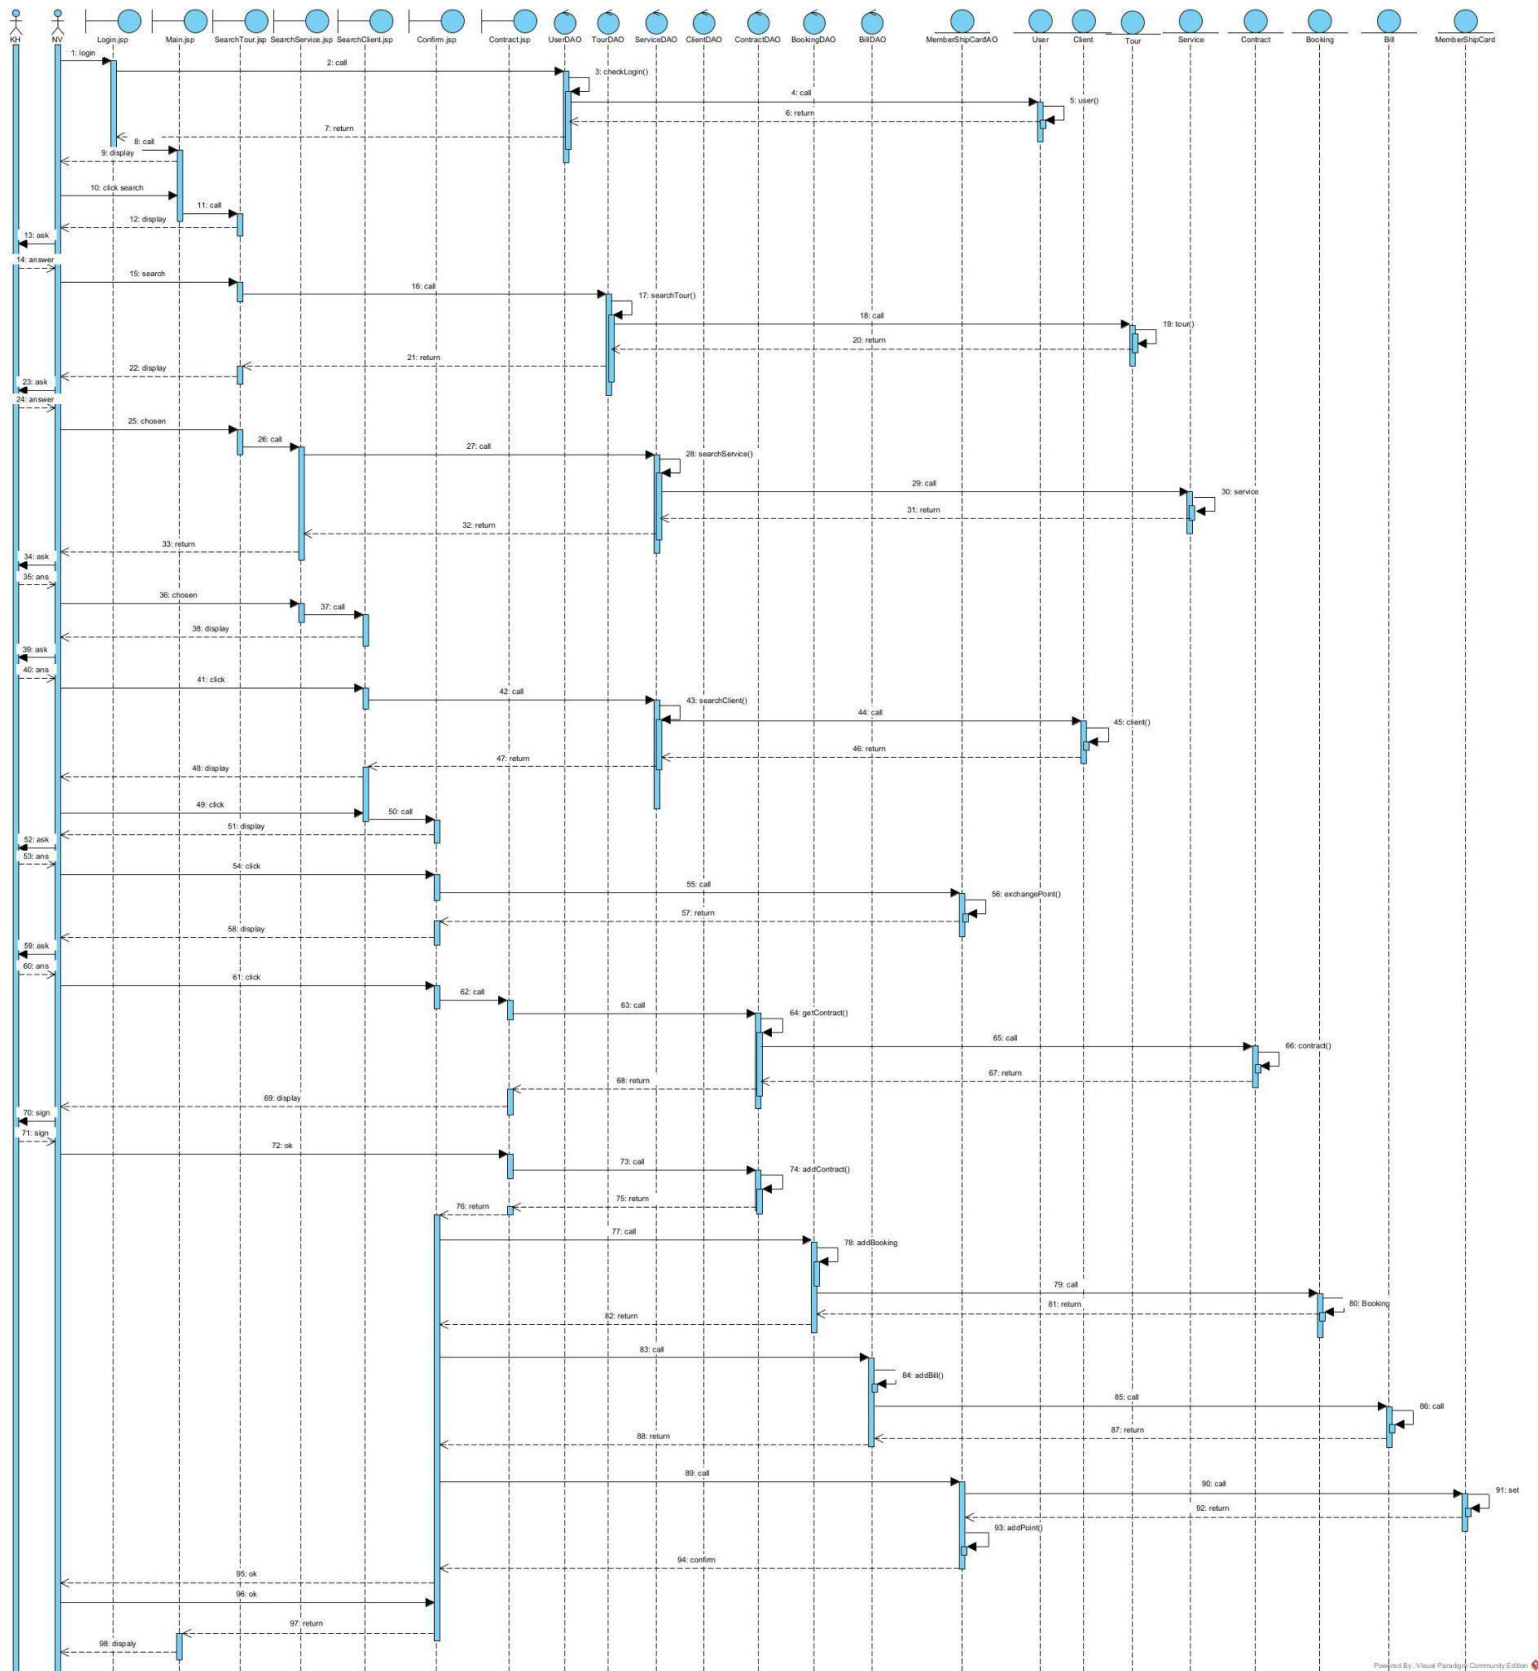 KH
NV
Login.jsp
Main.jsp
SearchTour.jsp
SearchService.jsp
SearchClient.jsp
Confirm.jsp
Contract.jsp
UserDAO
TourDAO
ServiceDAO
ClientDAO
ContractDAO
BookingDAO
BillDAO
MemberShipCardAO
User
Client
Tour
Service
Contract
Booking
Bill
MemberShipCard
1: login
2: call
3: checkLogin()
4: call
5: user()
6: return
7: return
8: call
9: display
10: click search
11: call
12: display
13: ask
14: answer
15: search
16: call
17: searchTour()
18: call
19: tour()
20: return
21: return
22: display
23: ask
24: answer
25: chosen
26: call
27: call
28: searchService()
29: call
30: service
31: return
32: return
33: return
34: ask
35: ans
36: chosen
37: call
38: display
39: ask
40: ans
41: click
42: call
43: searchClient()
44: call
45: client()
46: return
47: return
48: display
49: click
50: call
51: display
52: ask
53: ans
54: click
55: call
56: exchangePoint()
57: return
58: display
59: ask
60: ans
61: click
62: call
63: call
64: getContract()
65: call
66: contract()
67: return
68: return
69: display
70: sign
71: sign
72: ok
73: call
74: addContract()
75: return
76: return
77: call
78: addBooking
79: call
80: Booking
81: return
82: return
83: call
84: addBill()
85: call
86: call
87: return
88: return
89: call
90: call
91: set
92: return
93: addPoint()
94: confirm
95: ok
96: ok
97: return
98: dispaly
Powered By: Visual Paradigm Community Edition